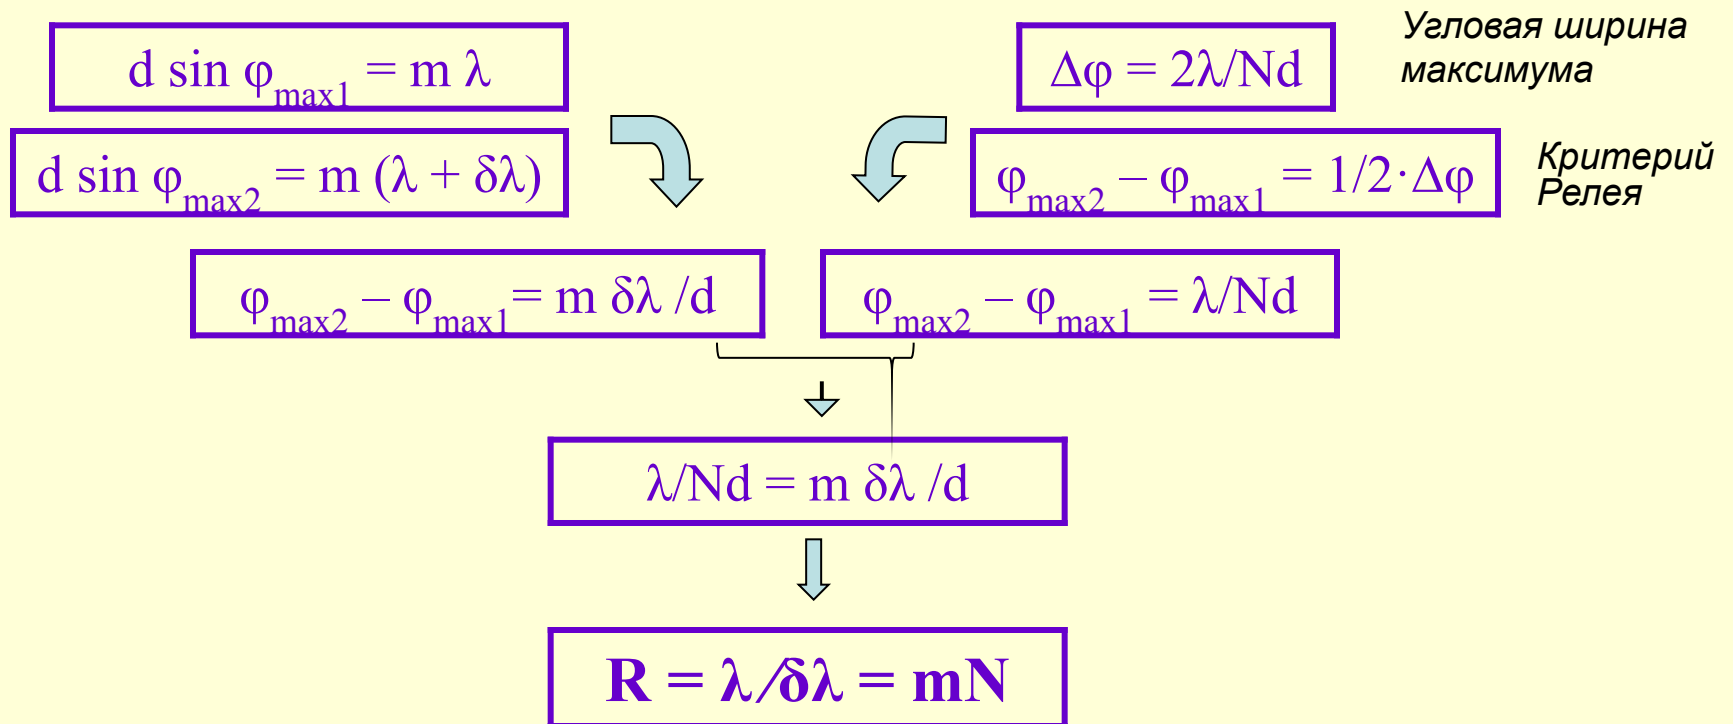 d sin φmax1 = m λ
Δφ = 2λ/Nd
Угловая ширина
максимума
d sin φmax2 = m (λ + δλ)
φmax2 – φmax1 = 1/2·Δφ
Критерий
Релея
φmax2 – φmax1= m δλ /d
φmax2 – φmax1 = λ/Nd
λ/Nd = m δλ /d
R = λ/δλ = mN